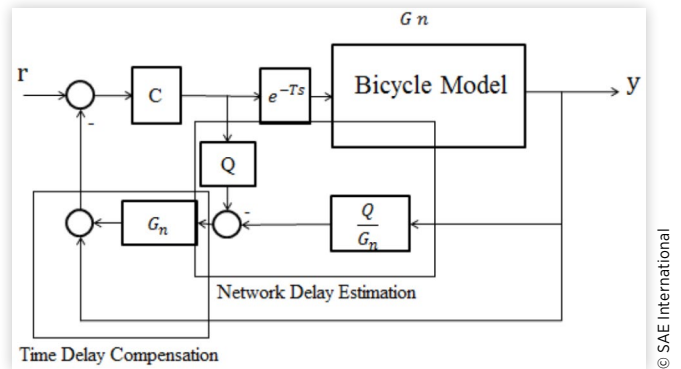 G n
r
C
e^{-Ts}
Bicycle Model
y
-
Q
-
G_n
Q
G_n
Network Delay Estimation
Time Delay Compensation
© SAE International